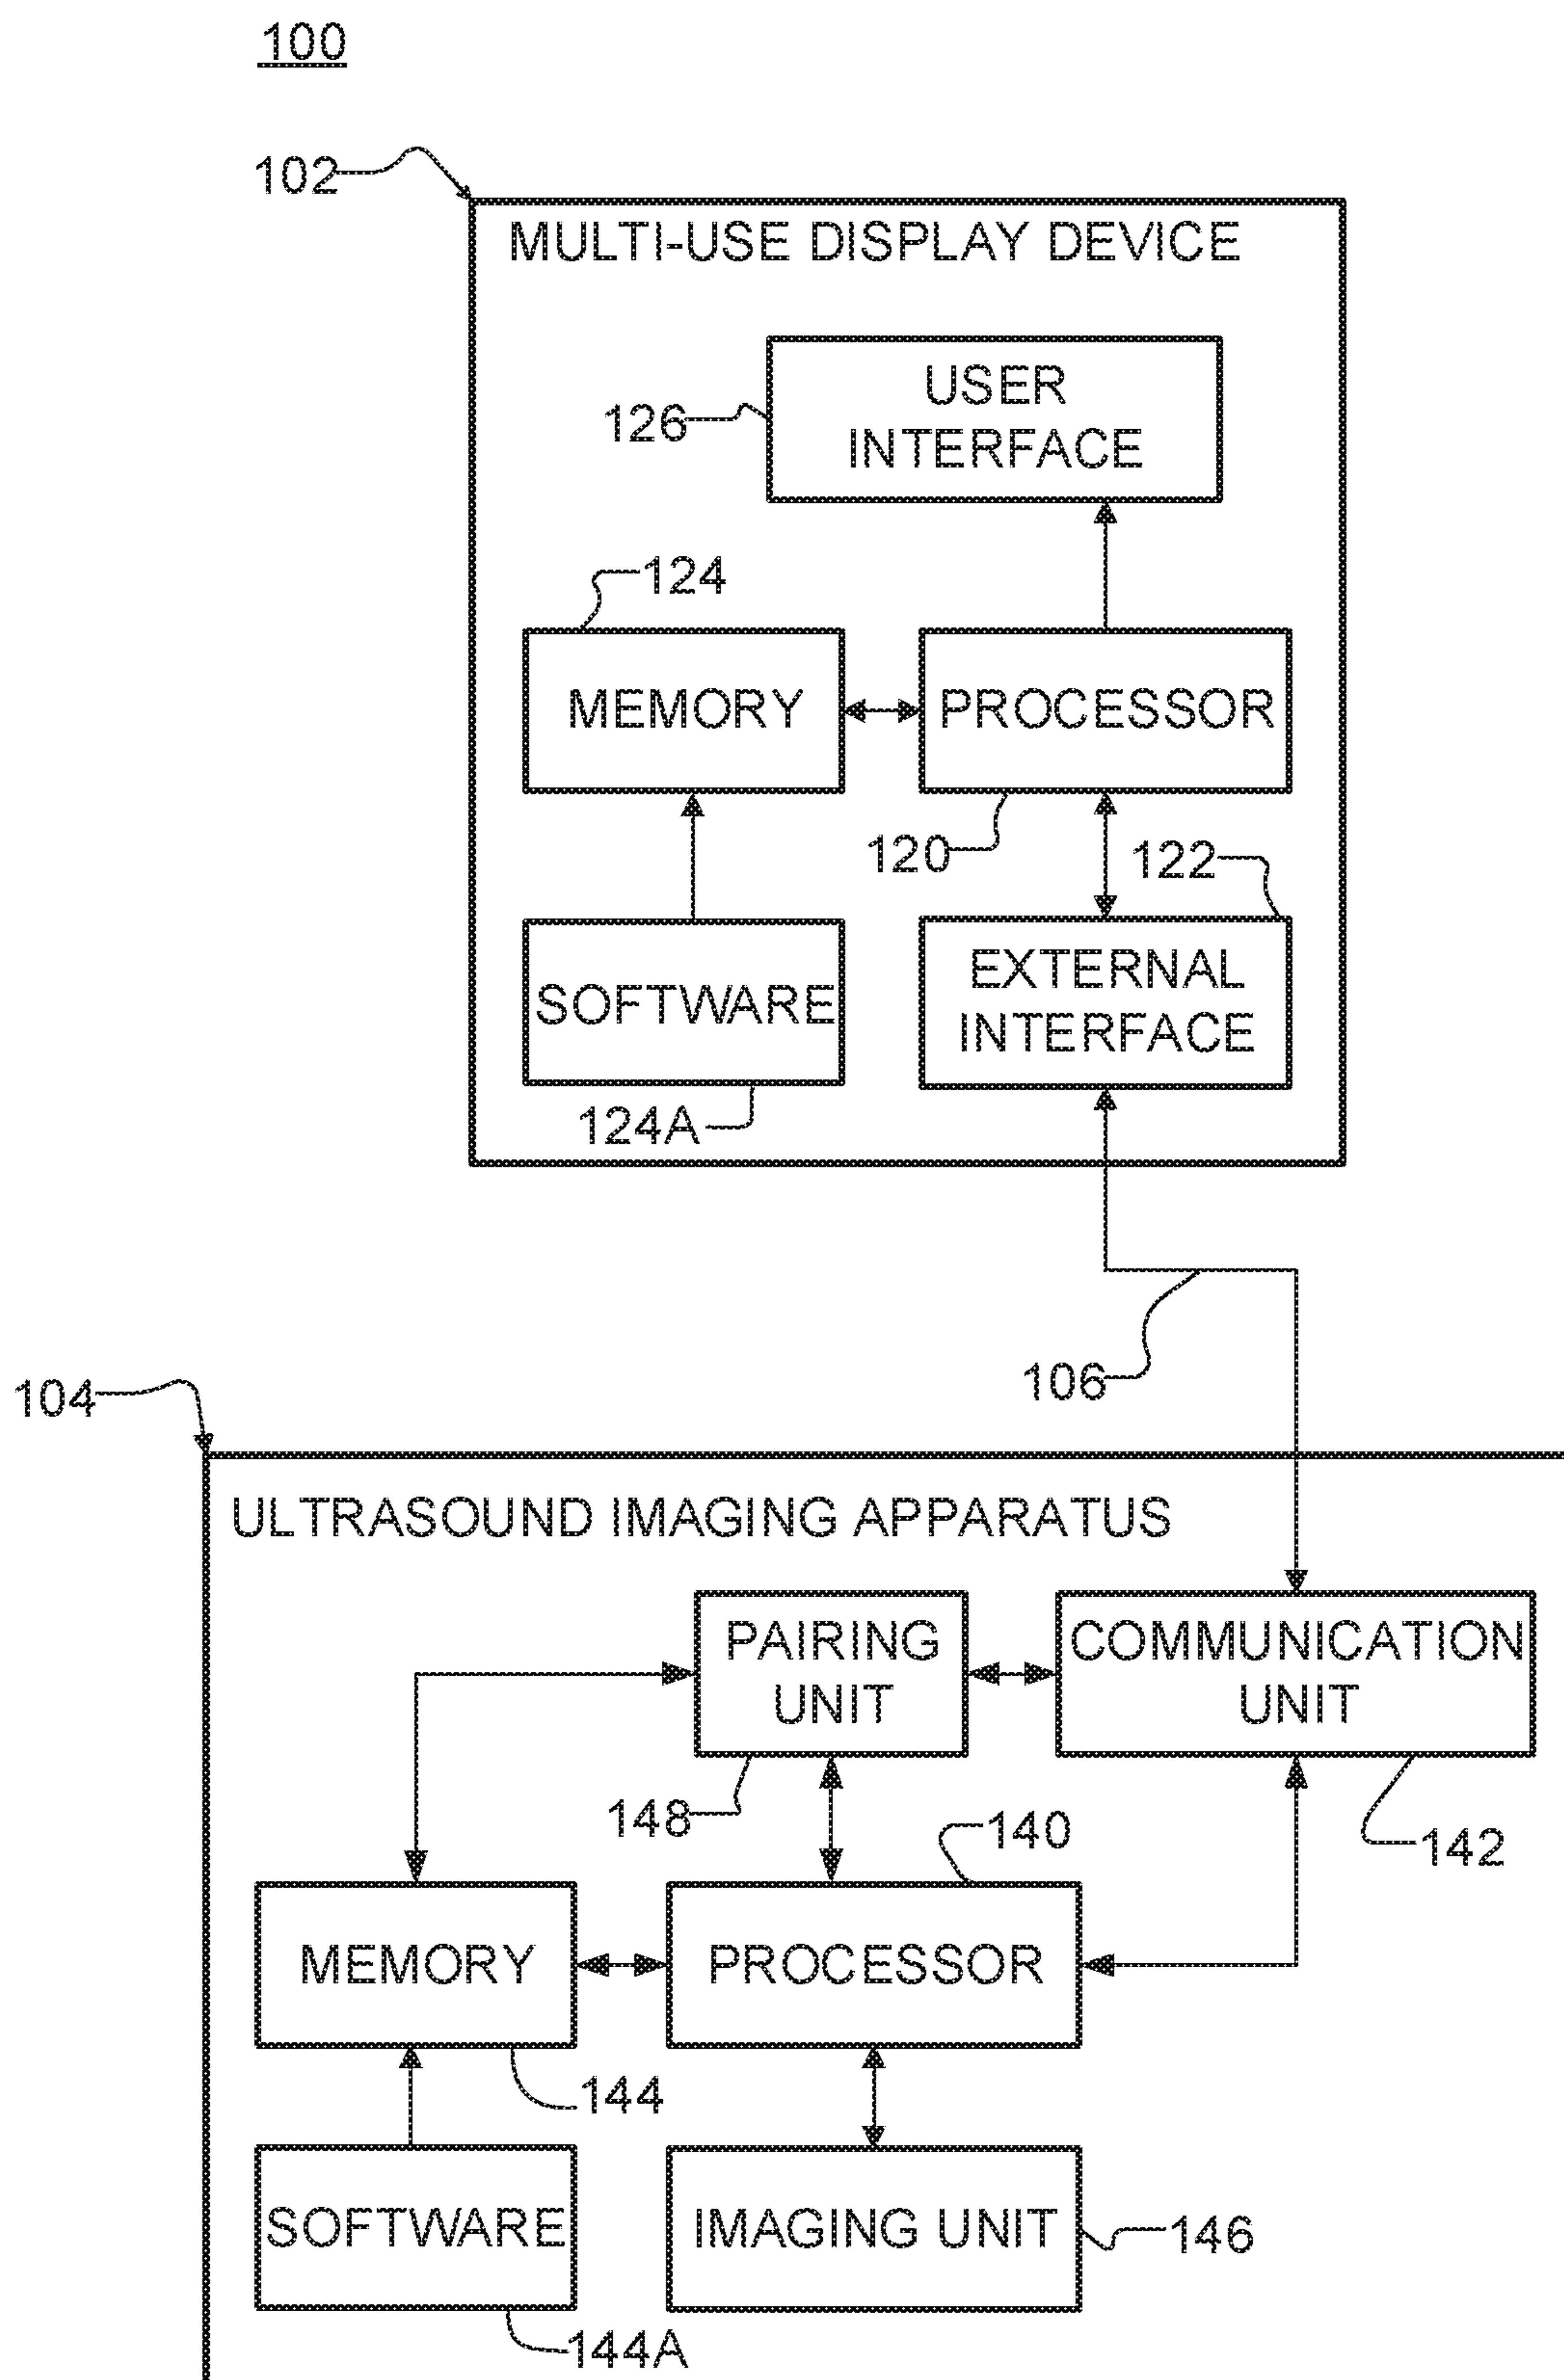 100
102
MULTI-USE DISPLAY DEVICE
USER
INTERFACE
126
124
MEMORY
PROCESSOR
120
122
EXTERNAL
INTERFACE
SOFTWARE
124A
106
104
ULTRASOUND IMAGING APPARATUS
PAIRING
UNIT
COMMUNICATION
UNIT
148
140
142
MEMORY
PROCESSOR
144
SOFTWARE
IMAGING UNIT
146
144A